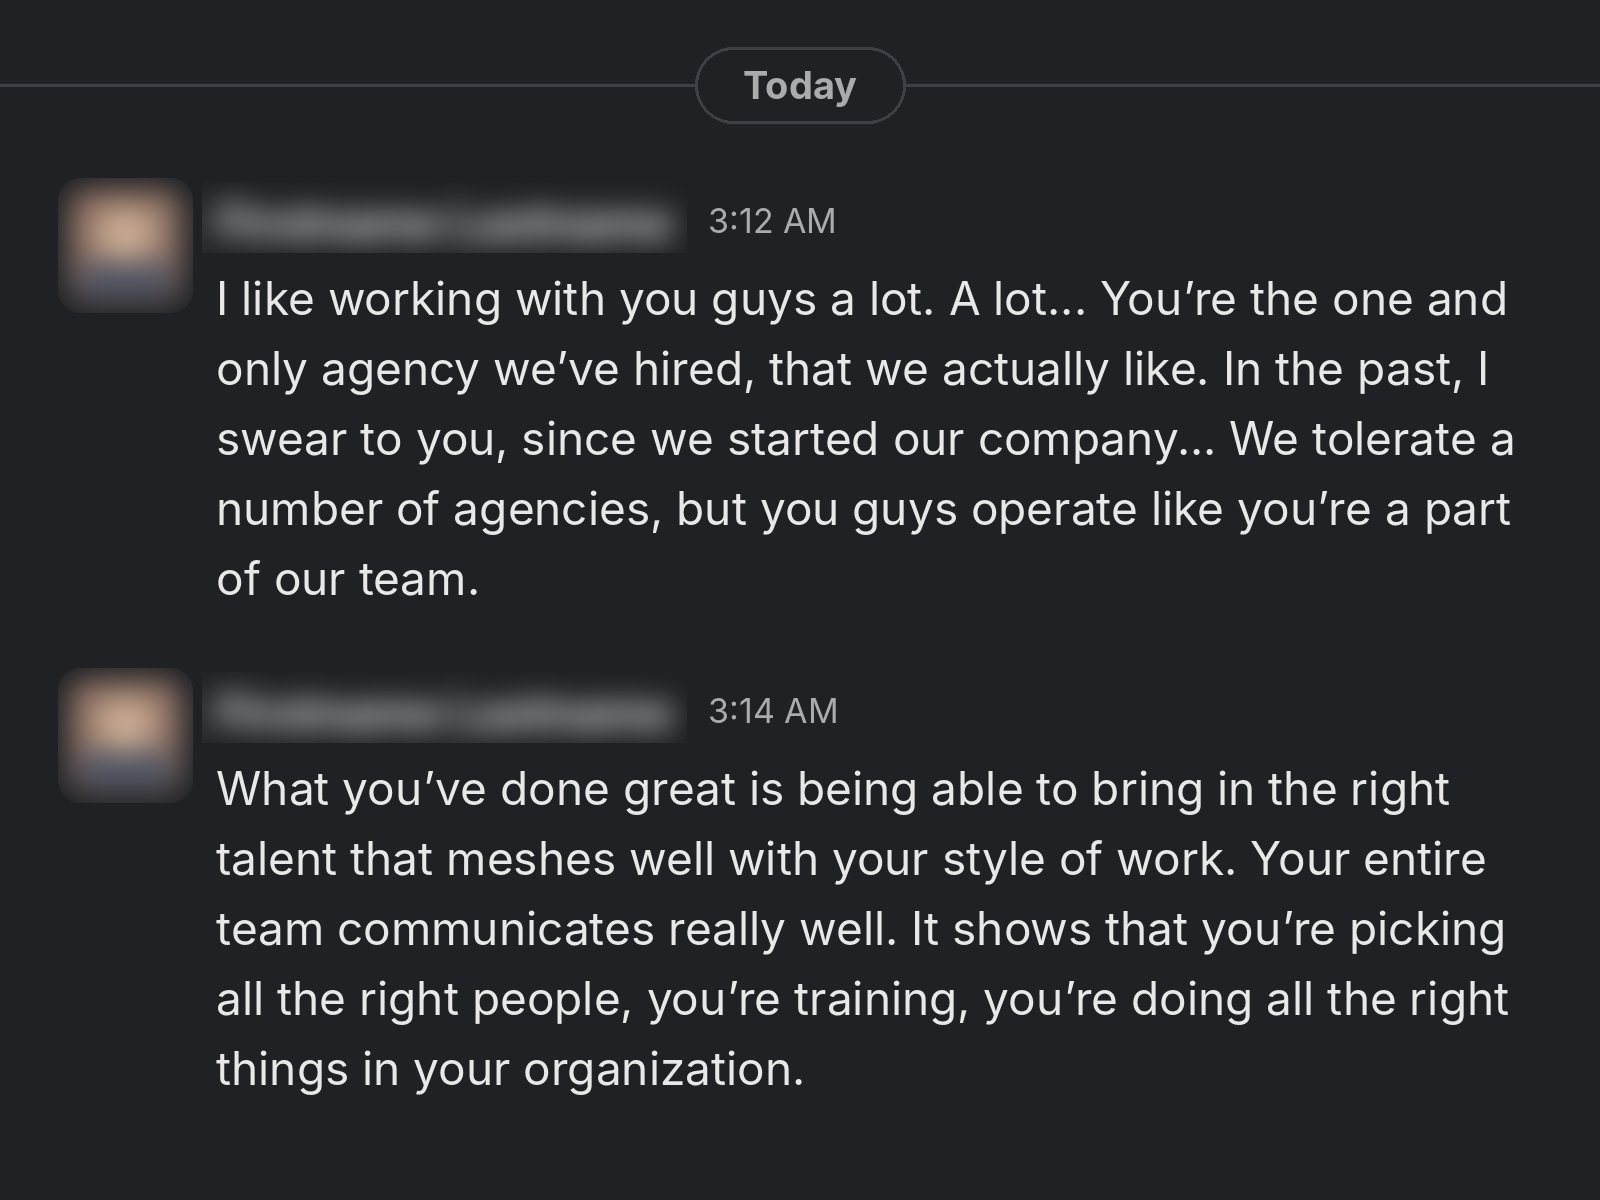 Today
3:12 AM
I like working with you guys a lot. A lot... You’re the one and
only agency we’ve hired, that we actually like. In the past, I
swear to you, since we started our company... We tolerate a
number of agencies, but you guys operate like you’re a part
of our team.
3:14 AM
What you’ve done great is being able to bring in the right
talent that meshes well with your style of work. Your entire
team communicates really well. It shows that you’re picking
all the right people, you’re training, you’re doing all the right
things in your organization.